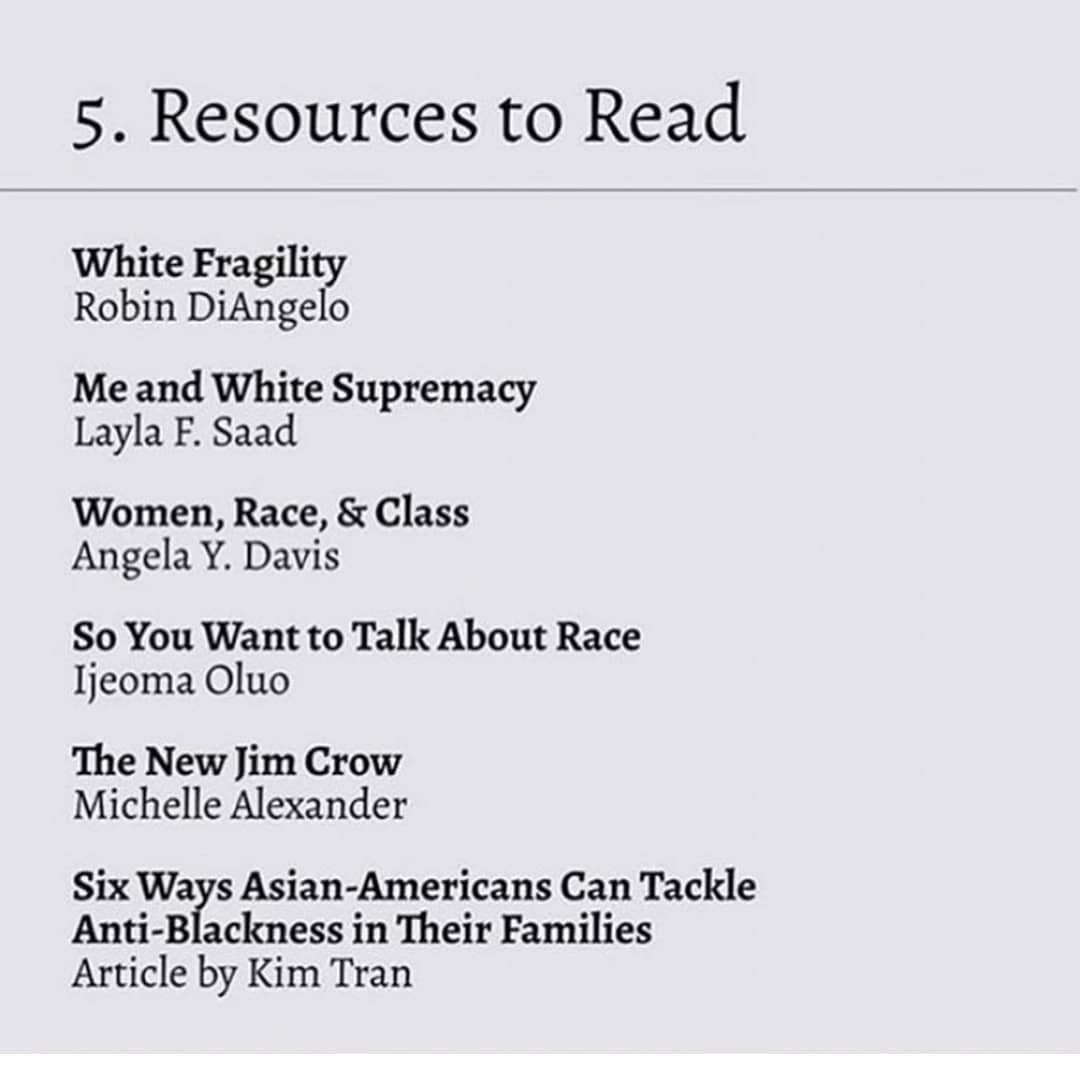 5. Resources to Read
White Fragility
Robin DiAngelo
Me and White Supremacy
Layla F. Saad
Women, Race, & Class
Angela Y. Davis
So You Want to Talk About Race
Ijeoma Oluo
The New Jim Crow
Michelle Alexander
Six Ways Asian-Americans Can Tackle
Anti-Blackness in Their Families
Article by Kim Tran